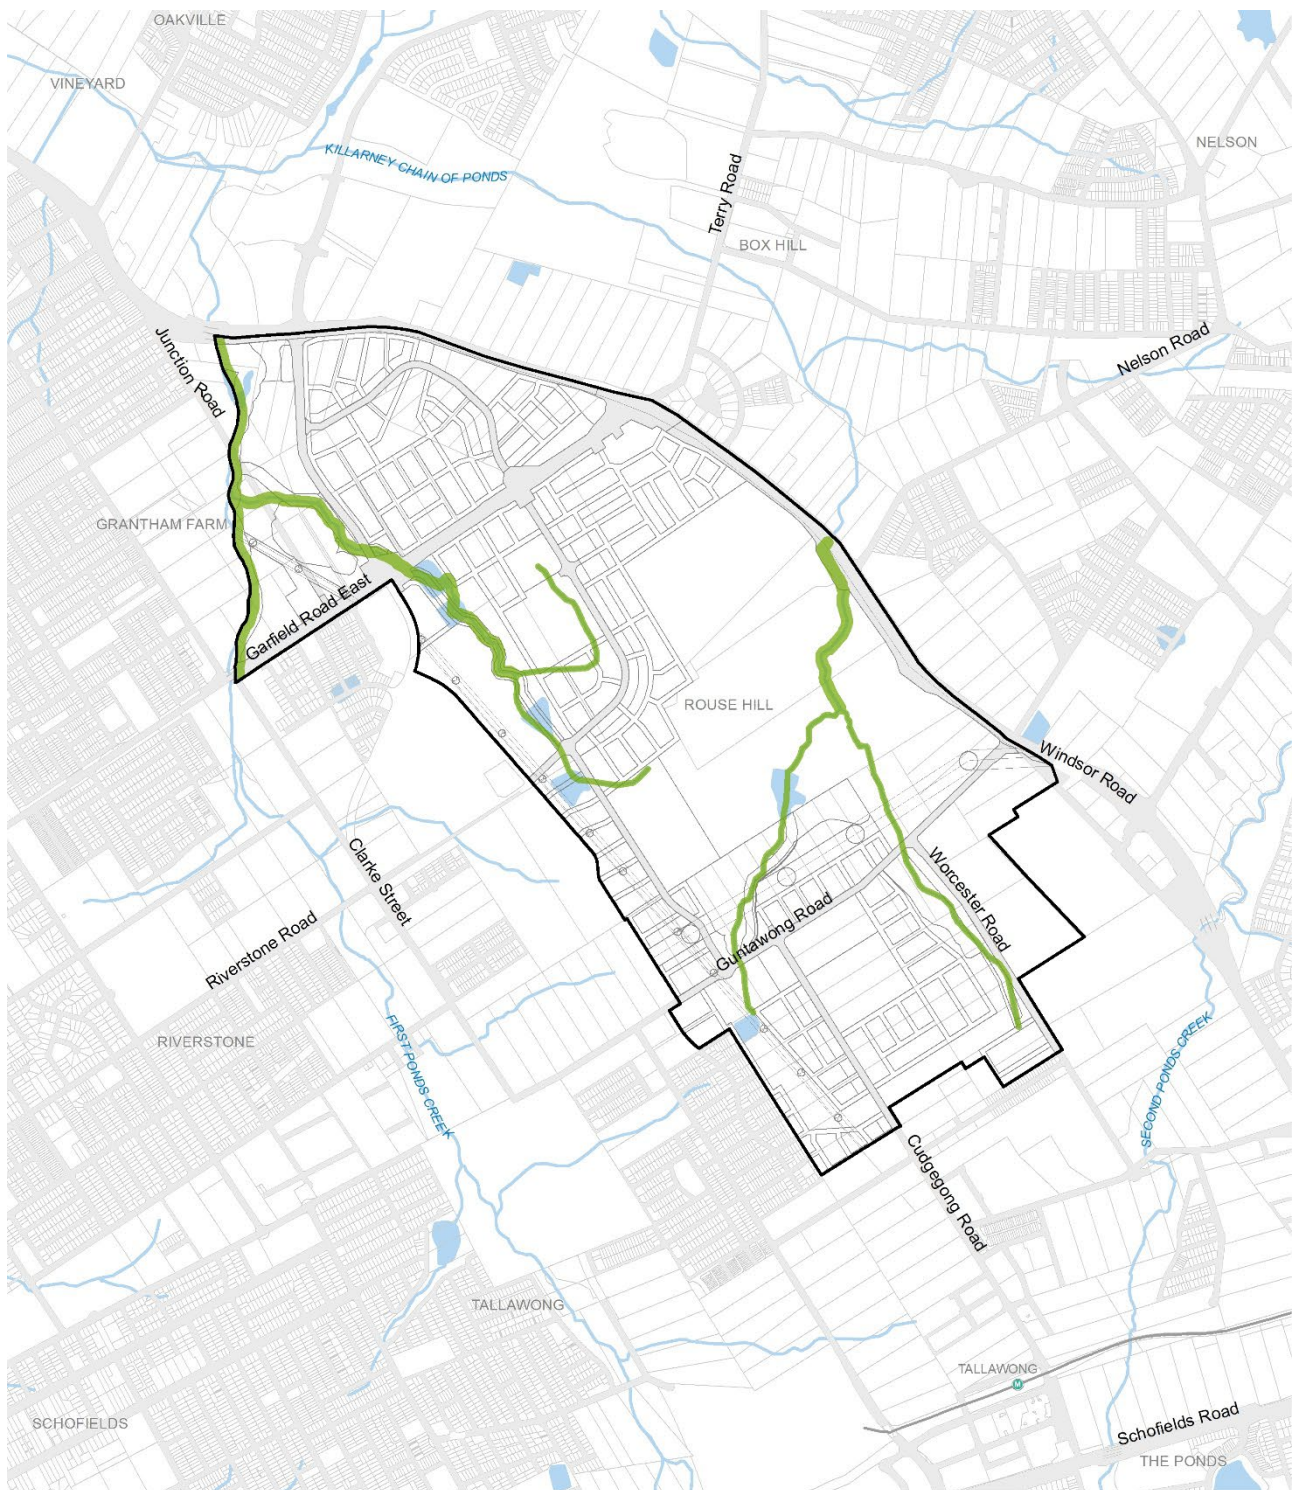 OAKVILLE
VINEYARD
NELSON
KILLARNEY CHAIN OF PONDS
Terry Road
BOX HILL
Junction Road
Nelson Road
GRANTHAM FARM
Garfield Road East
ROUSE HILL
Windsor Road
Clarke Street
Worcester Road
Riverstone Road
Guntawong Road
RIVERSTONE
FIRST PONDS CREEK
SECOND PONDS CREEK
Cudgegong Road
TALLAWONG
TALLAWONG
M
SCHOFIELDS
Schofields Road
THE PONDS